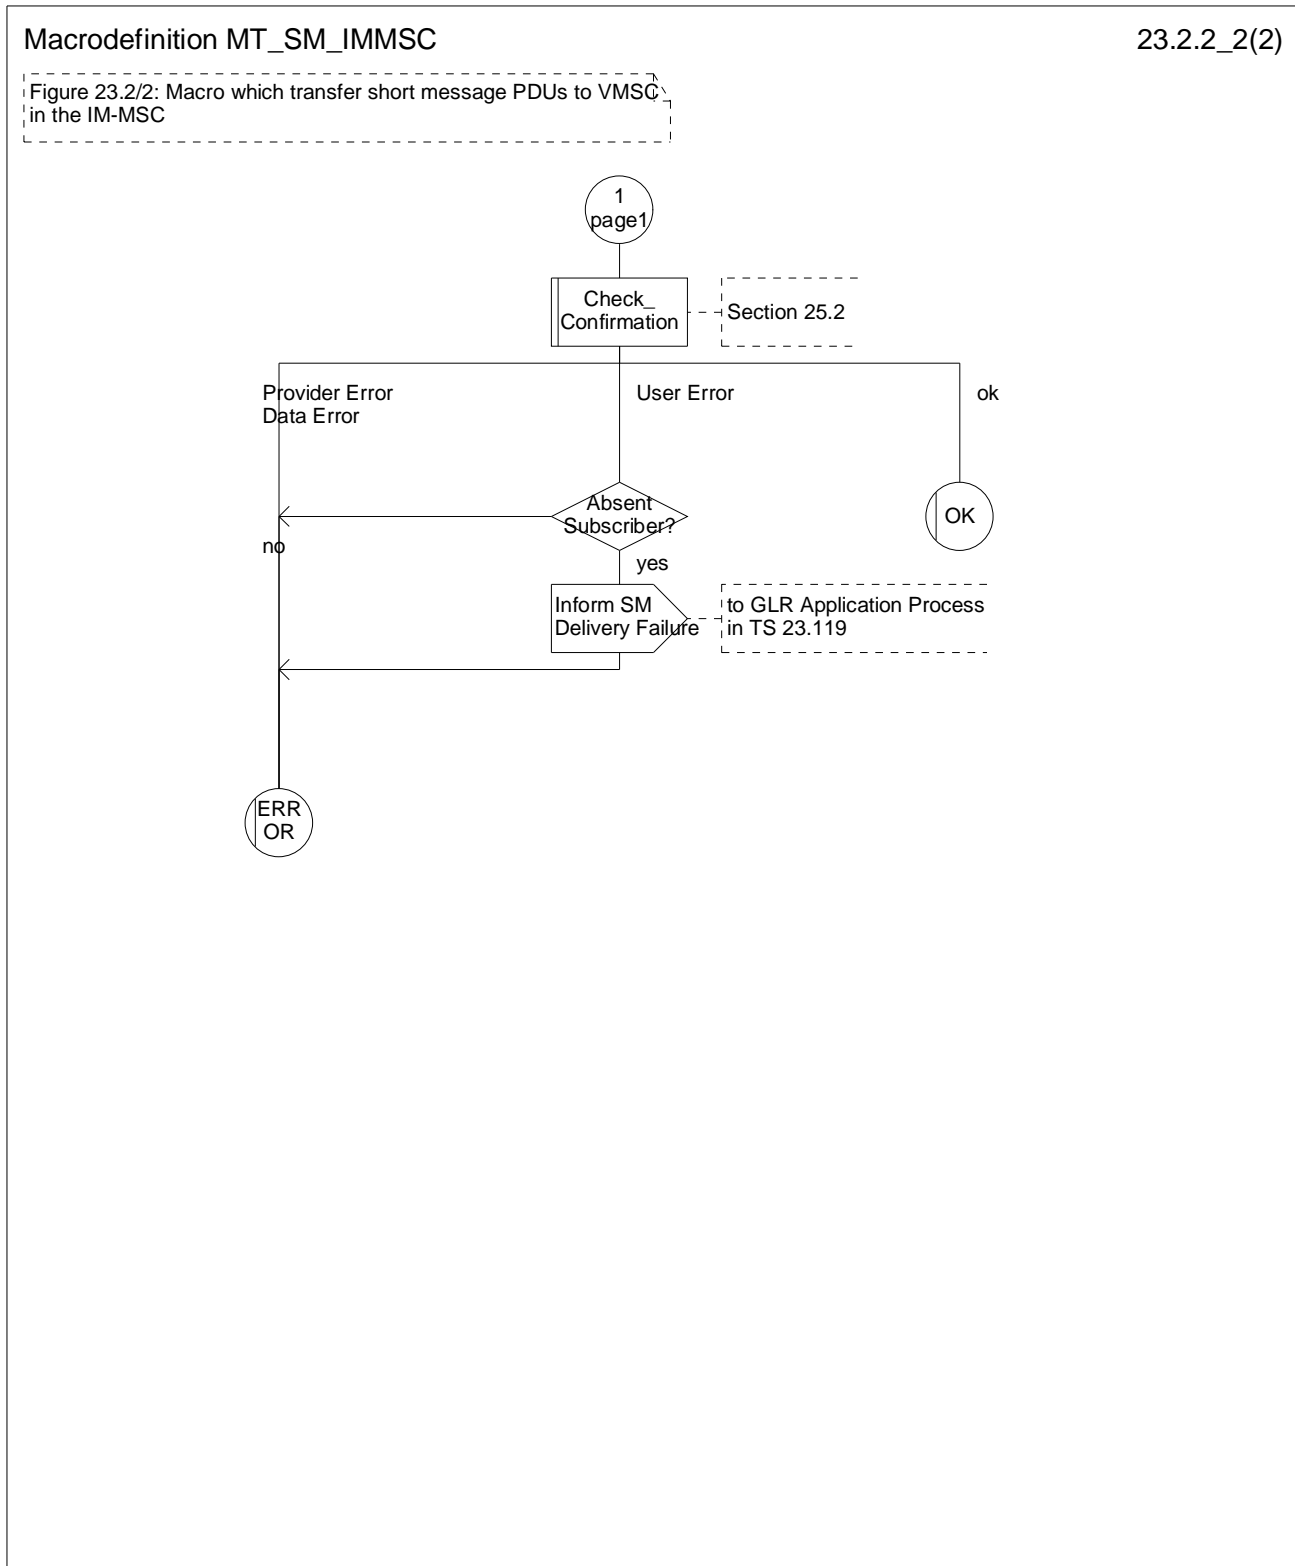 Macrodefinition MT_SM_IMMSC
23.2.2_2(2)
Figure 23.2/2: Macro which transfer short message PDUs to VMSC
in the IM-MSC
1
page1
Check_
Confirmation
Section 25.2
Provider Error
Data Error
User Error
ok
Absent
Subscriber?
OK
no
yes
Inform SM
Delivery Failure
to GLR Application Process
in TS 23.119
ERR
OR